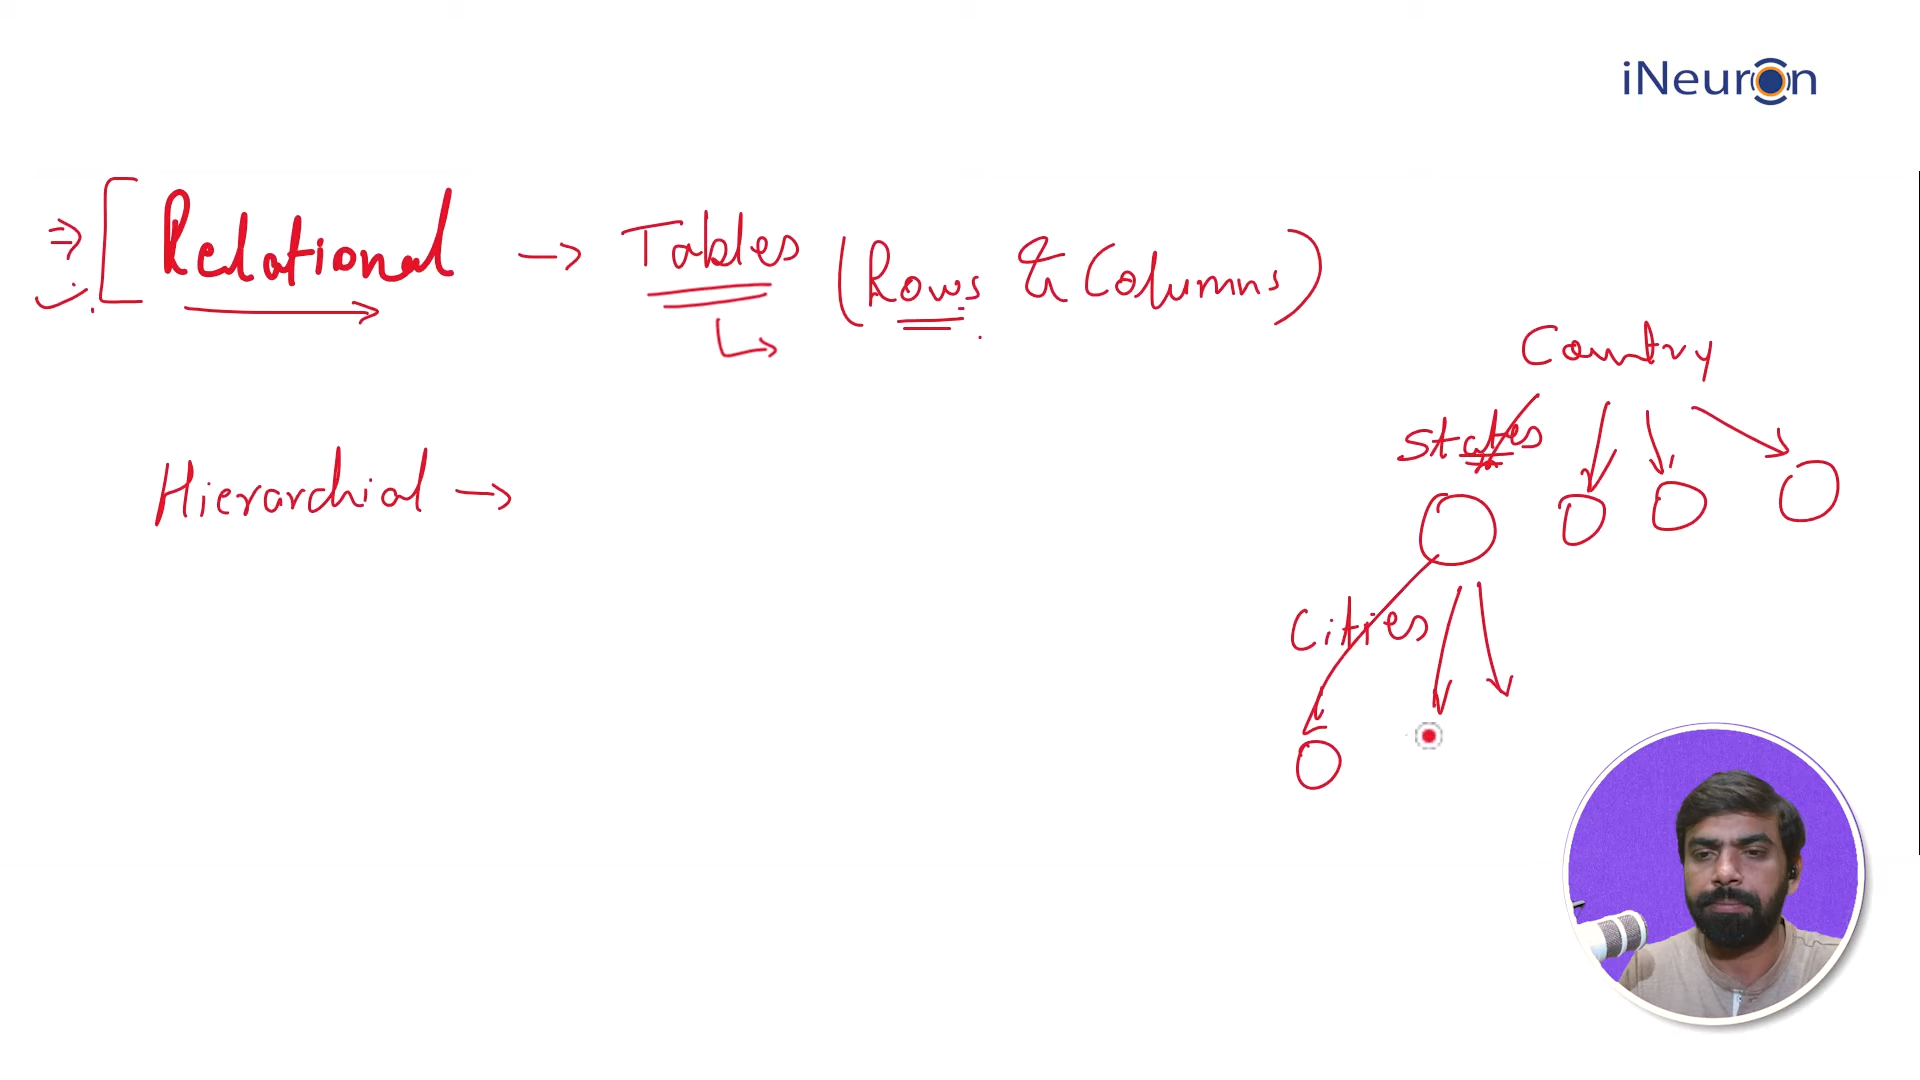 iNeuron
⇒ [ Relational → Tables (Rows & Columns)
Country
States
Hierarchial →
Cities